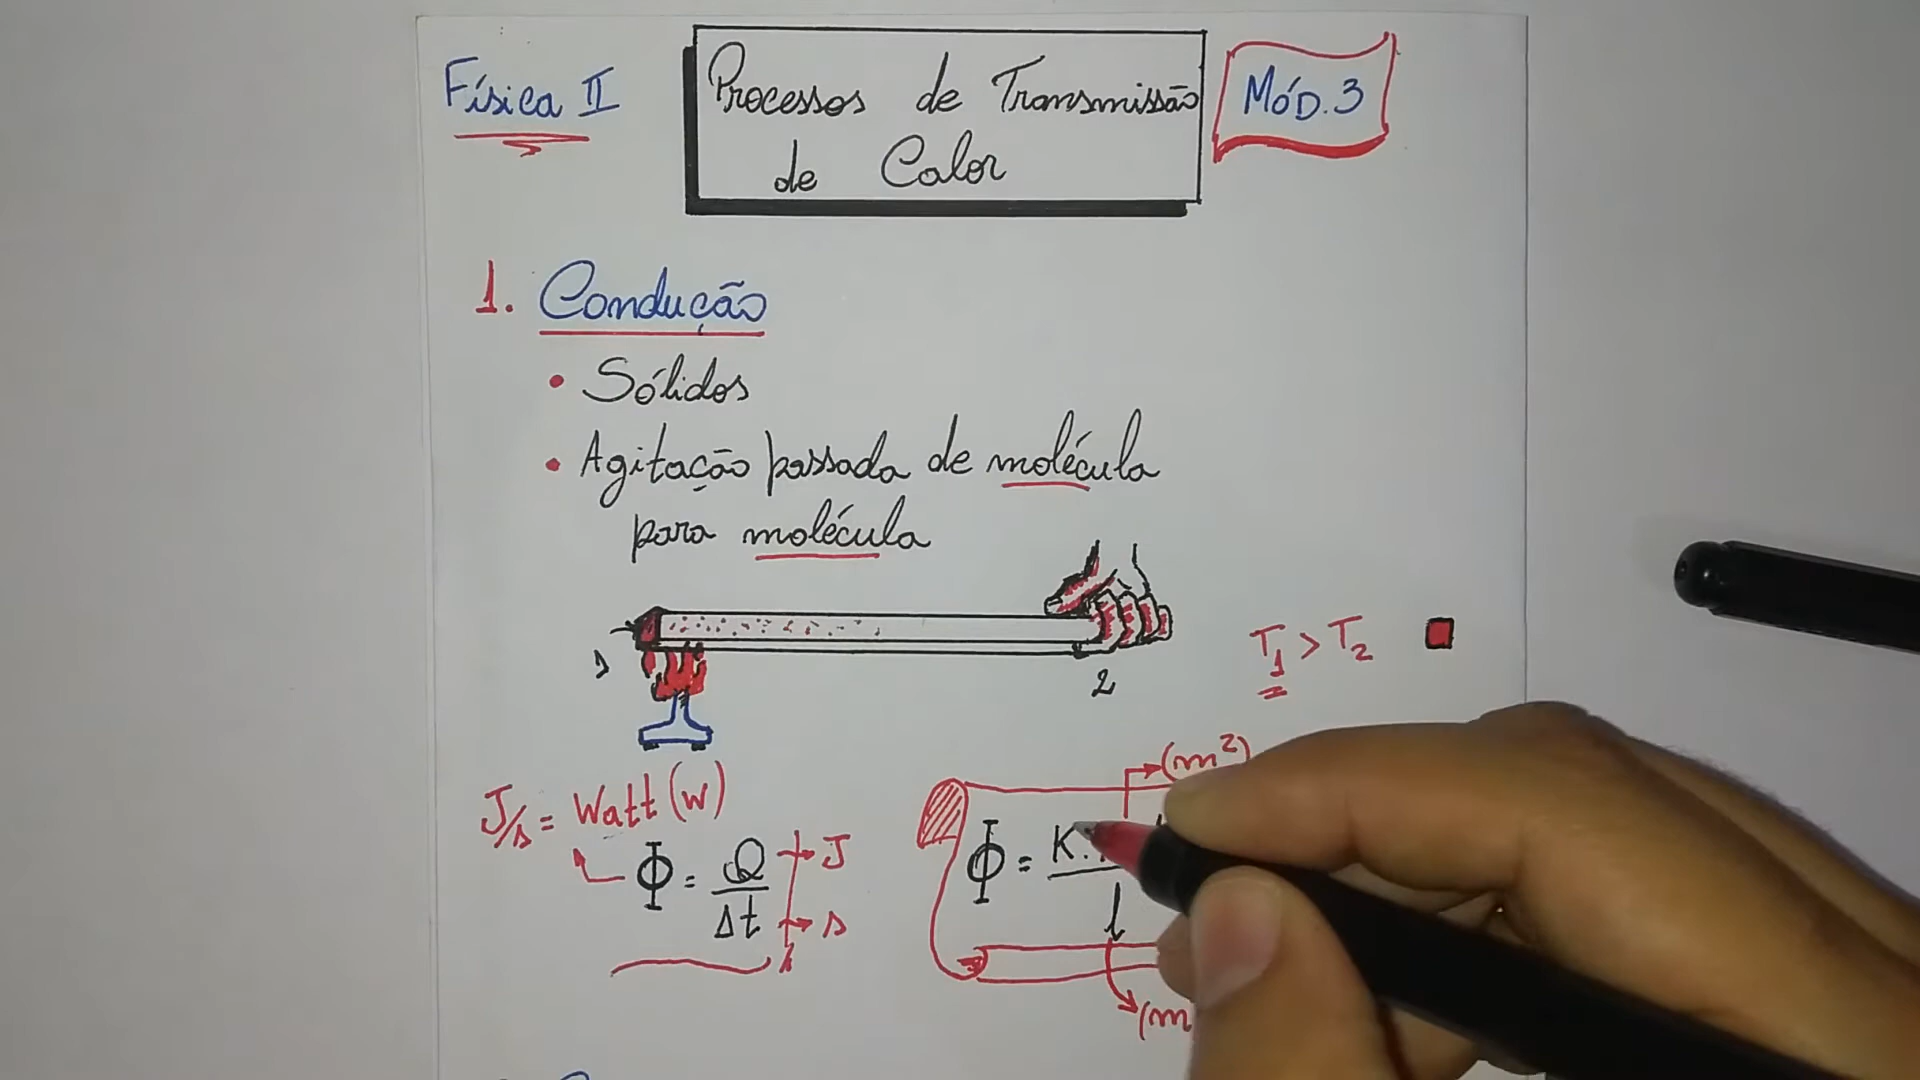 Física II
Processos de Transmissão
de Calor
MÓD. 3
1. Condução
• Sólidos
• Agitação passada de molécula
para molécula
1
2
T1 > T2
J/s = Watt (w)
Φ = Q → J
Δt → s
(m²)
Φ = K.
l
(m